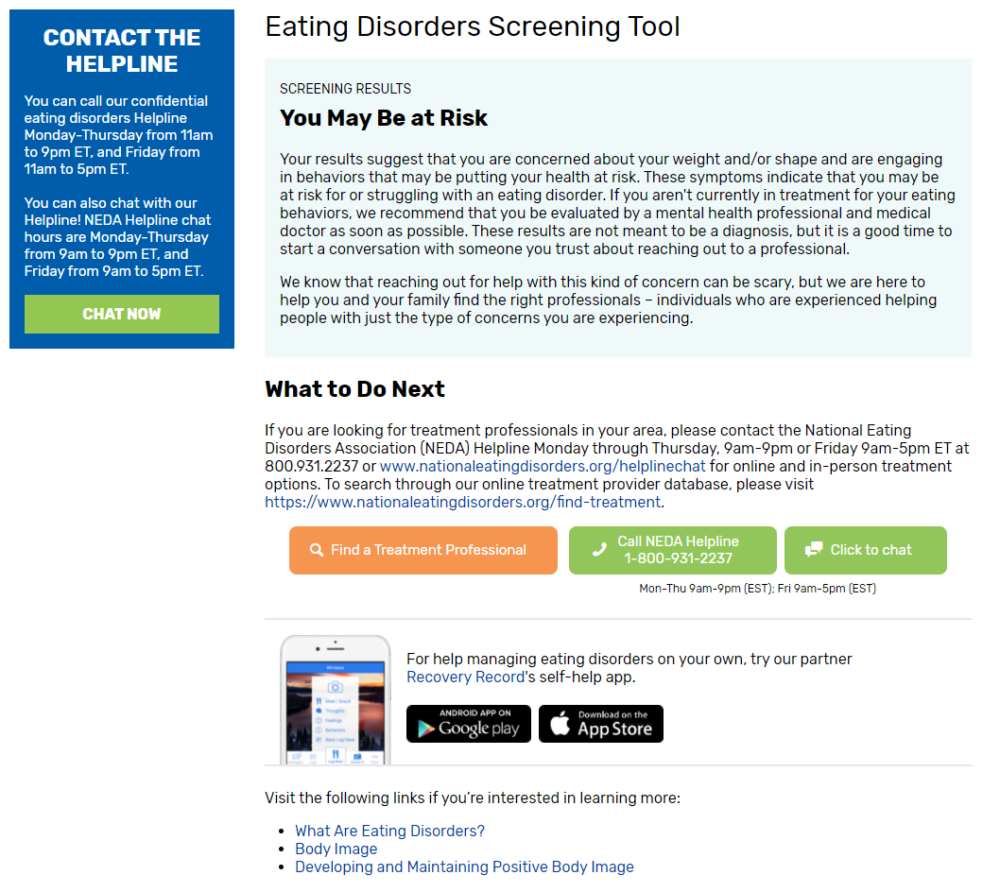 CONTACT THE
HELPLINE
You can call our confidential
eating disorders Helpline
Monday-Thursday from 11am
to 9pm ET, and Friday from
11am to 5pm ET.
You can also chat with our
Helpline! NEDA Helpline chat
hours are Monday-Thursday
from 9am to 9pm ET, and
Friday from 9am to 5pm ET.
CHAT NOW
Eating Disorders Screening Tool
SCREENING RESULTS
You May Be at Risk
Your results suggest that you are concerned about your weight and/or shape and are engaging
in behaviors that may be putting your health at risk. These symptoms indicate that you may be
at risk for or struggling with an eating disorder. If you aren't currently in treatment for your eating
behaviors, we recommend that you be evaluated by a mental health professional and medical
doctor as soon as possible. These results are not meant to be a diagnosis, but it is a good time to
start a conversation with someone you trust about reaching out to a professional.
We know that reaching out for help with this kind of concern can be scary, but we are here to
help you and your family find the right professionals – individuals who are experienced helping
people with just the type of concerns you are experiencing.
What to Do Next
If you are looking for treatment professionals in your area, please contact the National Eating
Disorders Association (NEDA) Helpline Monday through Thursday, 9am-9pm or Friday 9am-5pm ET at
800.931.2237 or www.nationaleatingdisorders.org/helplinechat for online and in-person treatment
options. To search through our online treatment provider database, please visit
https://www.nationaleatingdisorders.org/find-treatment.
Find a Treatment Professional
Call NEDA Helpline
1-800-931-2237
Click to chat
Mon-Thu 9am-9pm (EST); Fri 9am-5pm (EST)
RR Home
Meal / Snack
Thoughts
Feelings
Behaviors
Back Log Meal
Log Meal
For help managing eating disorders on your own, try our partner
Recovery Record's self-help app.
ANDROID APP ON
Google play
Download on the
App Store
Visit the following links if you’re interested in learning more:
What Are Eating Disorders?
Body Image
Developing and Maintaining Positive Body Image